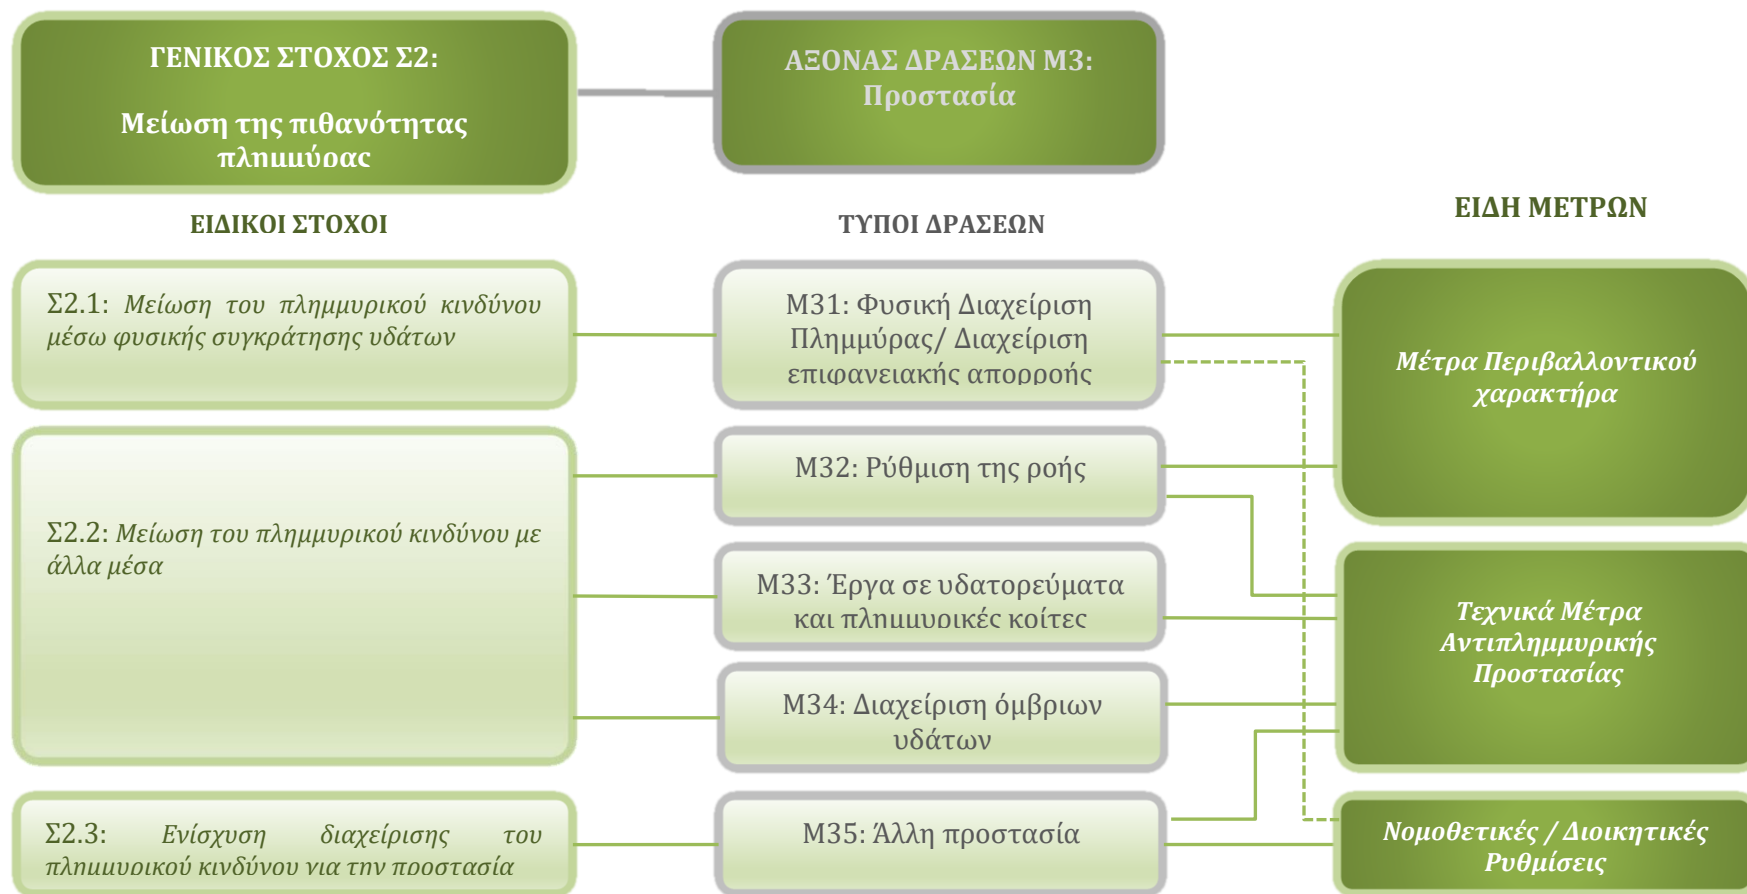 ΓΕΝΙΚΟΣ ΣΤΟΧΟΣ Σ2:
Μείωση της πιθανότητας
πλημμύρας
ΑΞΟΝΑΣ ΔΡΑΣΕΩΝ Μ3:
Προστασία
ΕΙΔΙΚΟΙ ΣΤΟΧΟΙ
ΤΥΠΟΙ ΔΡΑΣΕΩΝ
ΕΙΔΗ ΜΕΤΡΩΝ
Σ2.1: Μείωση του πλημμυρικού κινδύνου
μέσω φυσικής συγκράτησης υδάτων
Μ31: Φυσική Διαχείριση
Πλημμύρας/ Διαχείριση
επιφανειακής απορροής
Μέτρα Περιβαλλοντικού
χαρακτήρα
Μ32: Ρύθμιση της ροής
Σ2.2: Μείωση του πλημμυρικού κινδύνου με
άλλα μέσα
Μ33: Έργα σε υδατορεύματα
και πλημμυρικές κοίτες
Τεχνικά Μέτρα
Αντιπλημμυρικής
Προστασίας
Μ34: Διαχείριση όμβριων
υδάτων
Σ2.3: Ενίσχυση διαχείρισης του
πλημμυρικού κινδύνου για την προστασία
Μ35: Άλλη προστασία
Νομοθετικές / Διοικητικές
Ρυθμίσεις